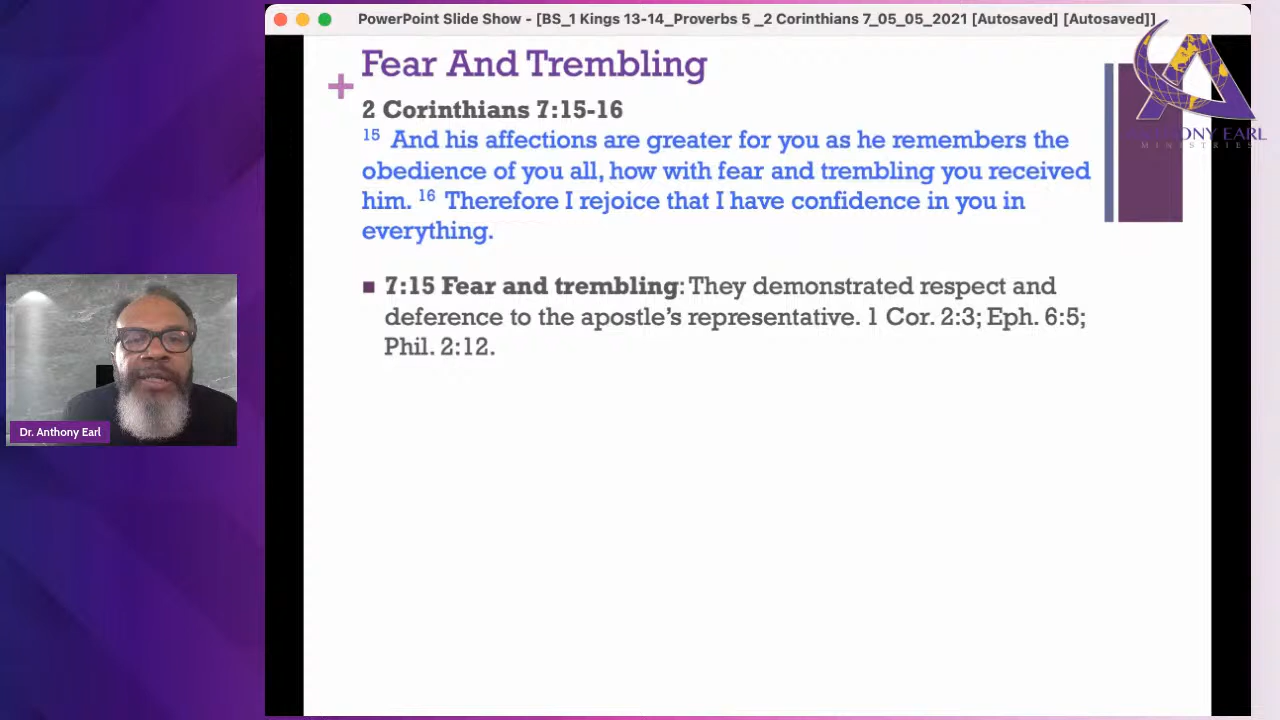 PowerPoint Slide Show - [BS_1 Kings 13-14_Proverbs 5 _2 Corinthians 7_05_05_2021 [Autosaved] [Autosaved]]
Fear And Trembling
2 Corinthians 7:15-16
15 And his affections are greater for you as he remembers the
obedience of you all, how with fear and trembling you received
him. 16 Therefore I rejoice that I have confidence in you in
everything.
■ 7:15 Fear and trembling: They demonstrated respect and
deference to the apostle's representative. 1 Cor. 2:3; Eph. 6:5;
Phil. 2:12.
Dr. Anthony Earl
ANTHONY EARL
MINISTRIES